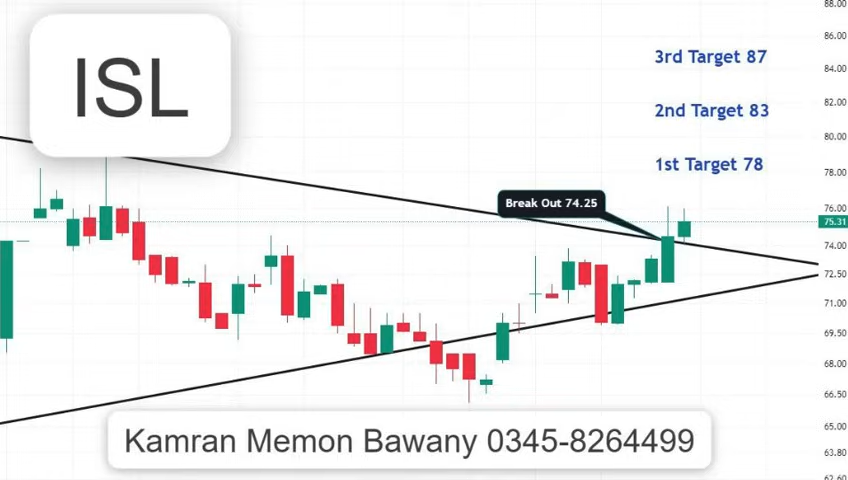 ISL
88.00
86.00
3rd Target 87
84.00
2nd Target 83
82.00
80.00
1st Target 78
78.00
Break Out 74.25
76.00
75.31
74.00
72.50
71.00
69.50
68.00
66.50
65.00
Kamran Memon Bawany 0345-8264499
63.80
62.60